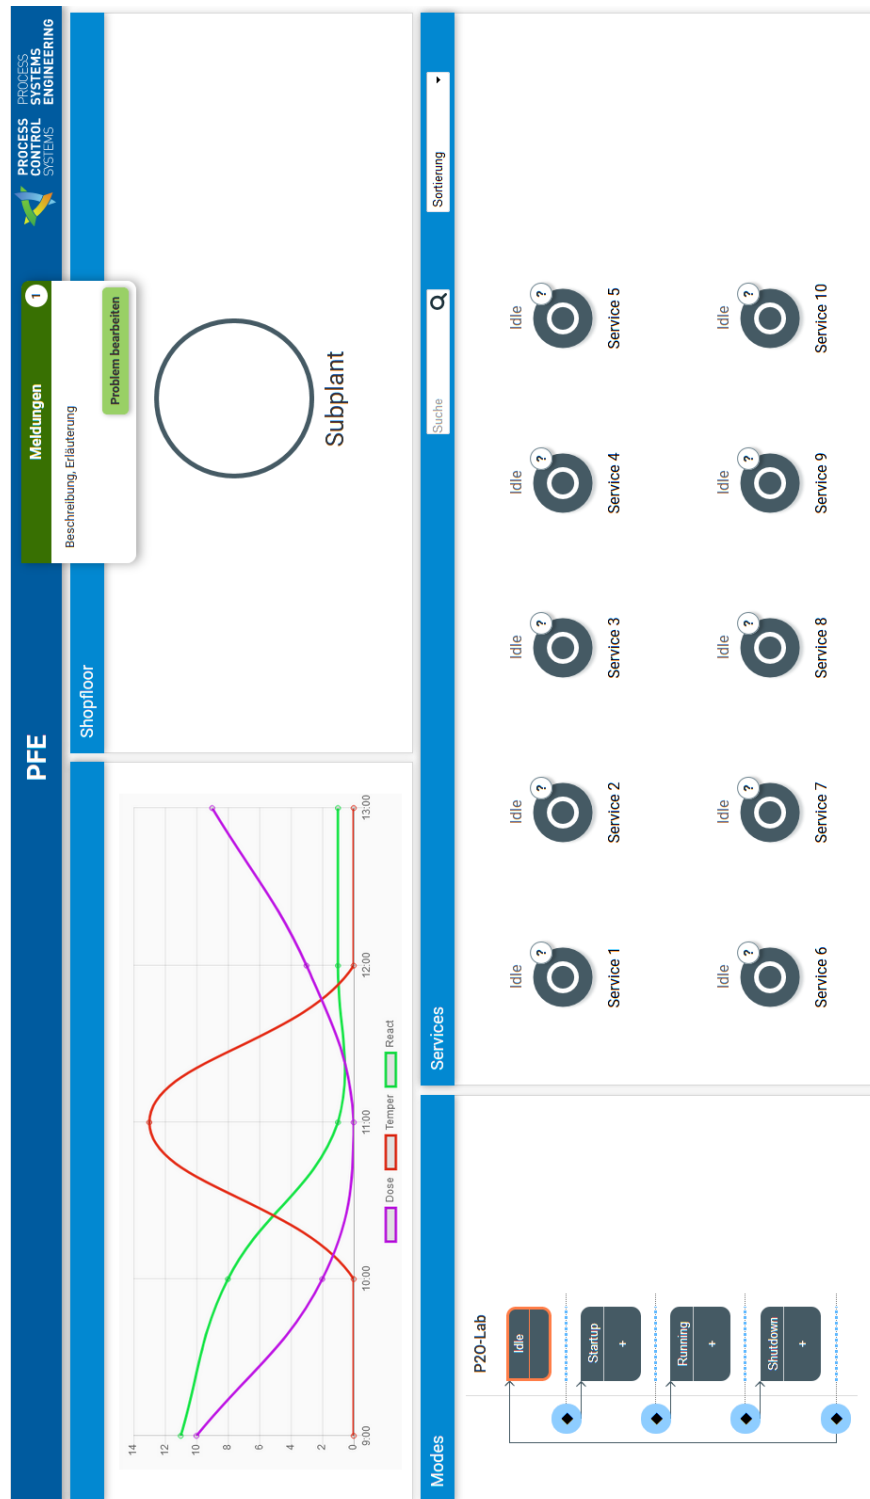 PFE
Meldungen
1
Beschreibung, Erläuterung
Problem bearbeiten
PROCESS
CONTROL
SYSTEMS
PROCESS
SYSTEMS
ENGINEERING
14
12
10
8
6
4
2
0
9:00
10:00
11:00
12:00
13:00
Dose
Temper
React
Shopfloor
Subplant
Modes
P2O-Lab
Idle
Startup
+
Running
+
Shutdown
+
Services
Suche
Sortierung
Idle
?
Service 1
Idle
?
Service 2
Idle
?
Service 3
Idle
?
Service 4
Idle
?
Service 5
Idle
?
Service 6
Idle
?
Service 7
Idle
?
Service 8
Idle
?
Service 9
Idle
?
Service 10